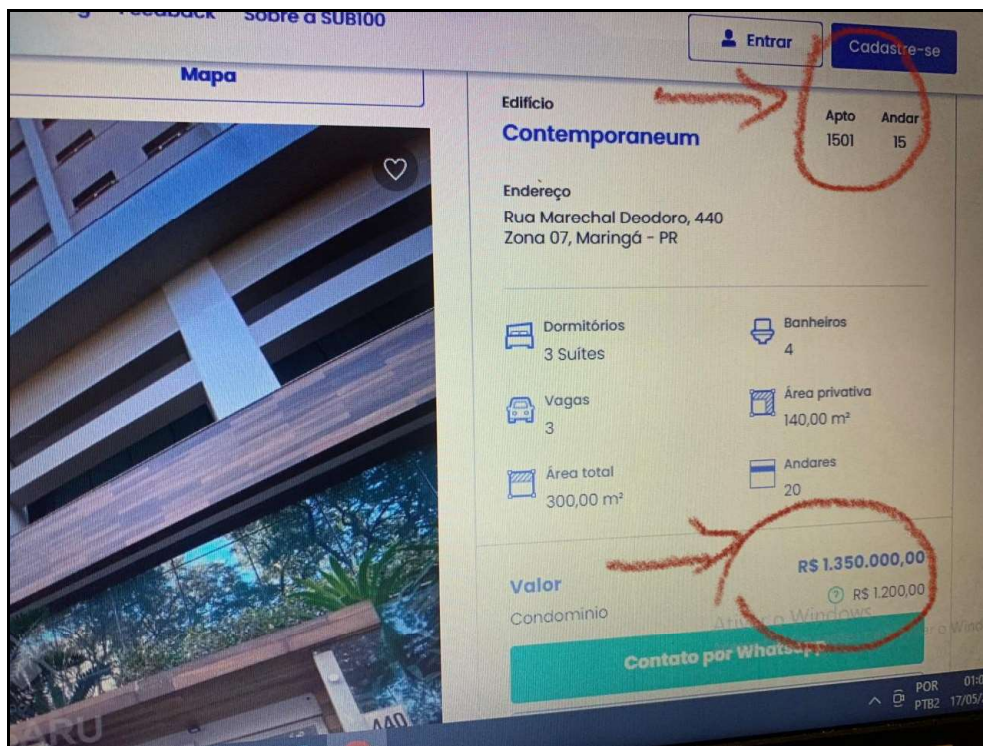 Feedback Sobre a SUB100
Entrar
Cadastre-se
Mapa
Edifício
Contemporaneum
Apto Andar
1501 15
Endereço
Rua Marechal Deodoro, 440
Zona 07, Maringá - PR
Dormitórios
3 Suítes
Banheiros
4
Vagas
3
Área privativa
140,00 m²
Área total
300,00 m²
Andares
20
Valor
R$ 1.350.000,00
Condomínio
R$ 1.200,00
Contato por Whatsapp
POR
PTB2 17/05/
440